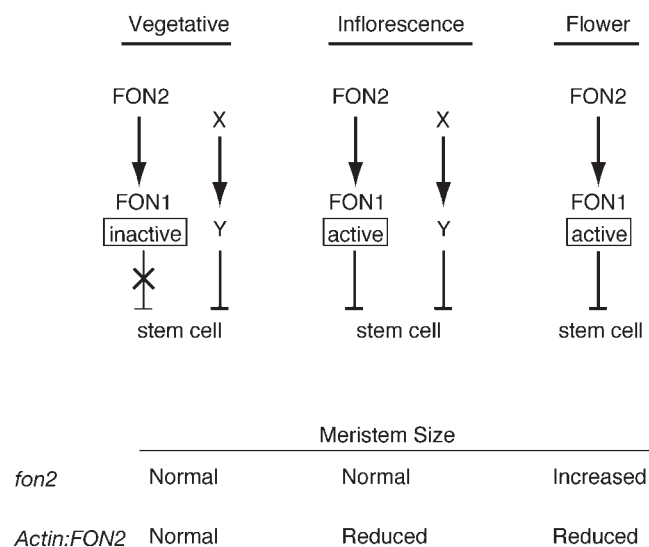 Vegetative Inflorescence Flower
FON2 FON2 FON2
X X
FON1 FON1 FON1
inactive Y active Y active
stem cell stem cell stem cell
Meristem Size
fon2 Normal Normal Increased
Actin:FON2 Normal Reduced Reduced